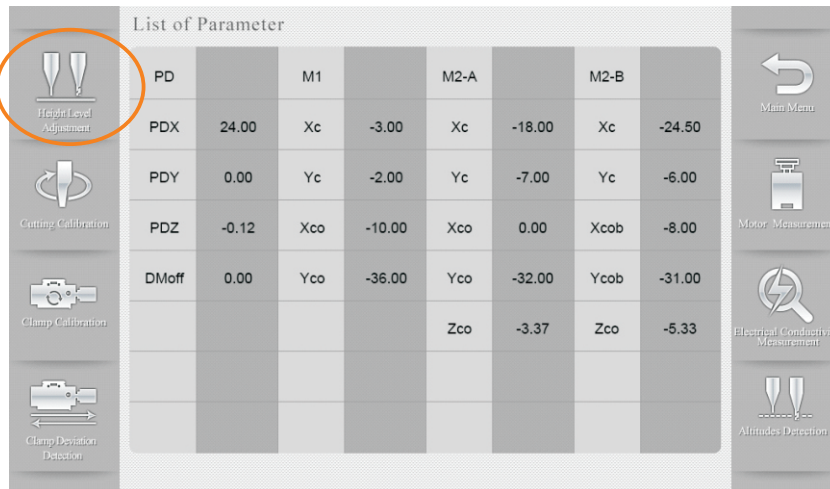 List of Parameter
Height Level
Adjustment
Cutting Calibration
Clamp Calibration
Clamp Deviation
Detection
PD M1 M2-A M2-B
PDX 24.00 Xc -3.00 Xc -18.00 Xc -24.50
PDY 0.00 Yc -2.00 Yc -7.00 Yc -6.00
PDZ -0.12 Xco -10.00 Xco 0.00 Xcob -8.00
DMoff 0.00 Yco -36.00 Yco -32.00 Ycob -31.00
Zco -3.37 Zco -5.33
Main Menu
Motor Measuremen
Electrical Conductivi
Measurement
Altitudes Detection